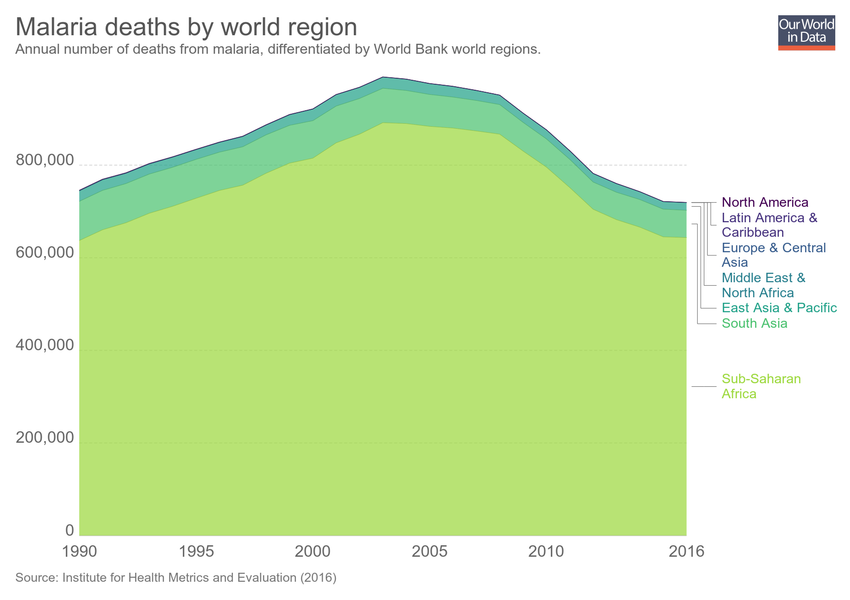 Malaria deaths by world region
Annual number of deaths from malaria, differentiated by World Bank world regions.
Our World
in Data
800,000
600,000
400,000
200,000
0
1990
1995
2000
2005
2010
2016
North America
Latin America &
Caribbean
Europe & Central
Asia
Middle East &
North Africa
East Asia & Pacific
South Asia
Sub-Saharan
Africa
Source: Institute for Health Metrics and Evaluation (2016)